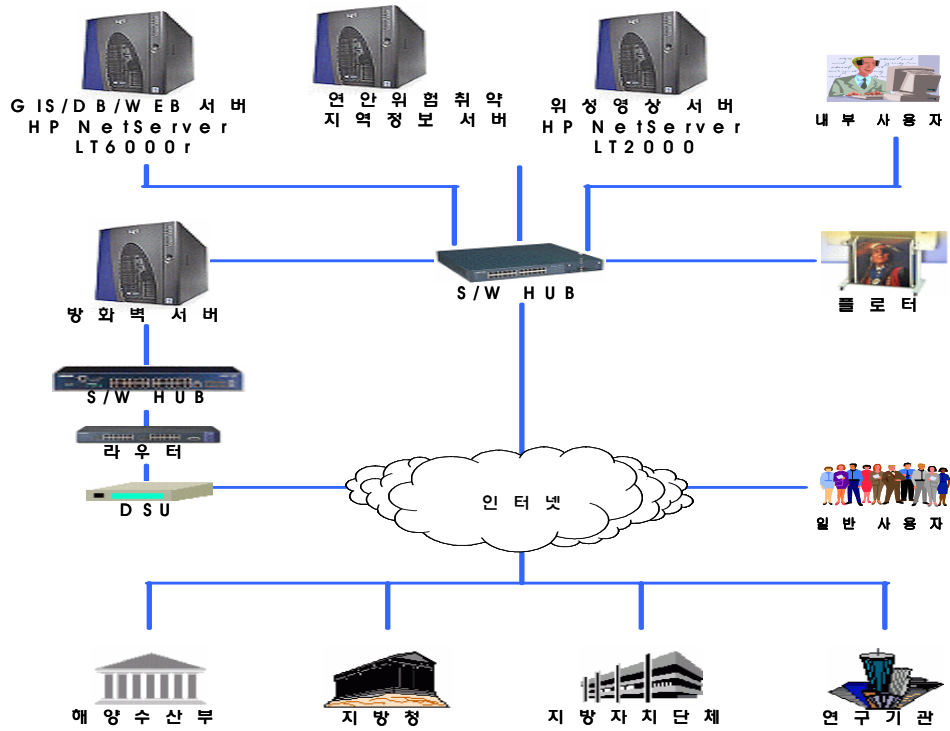 GIS/DB/WEB 서버
HP NetServer
LT6000r
연안위험취약
지역정보 서버
위성영상 서버
HP NetServer
LT2000
내부 사용자
방화벽 서버
S/W HUB
플로터
S/W HUB
라우터
DSU
인터넷
일반 사용자
해양수산부
지방청
지방자치단체
연구기관